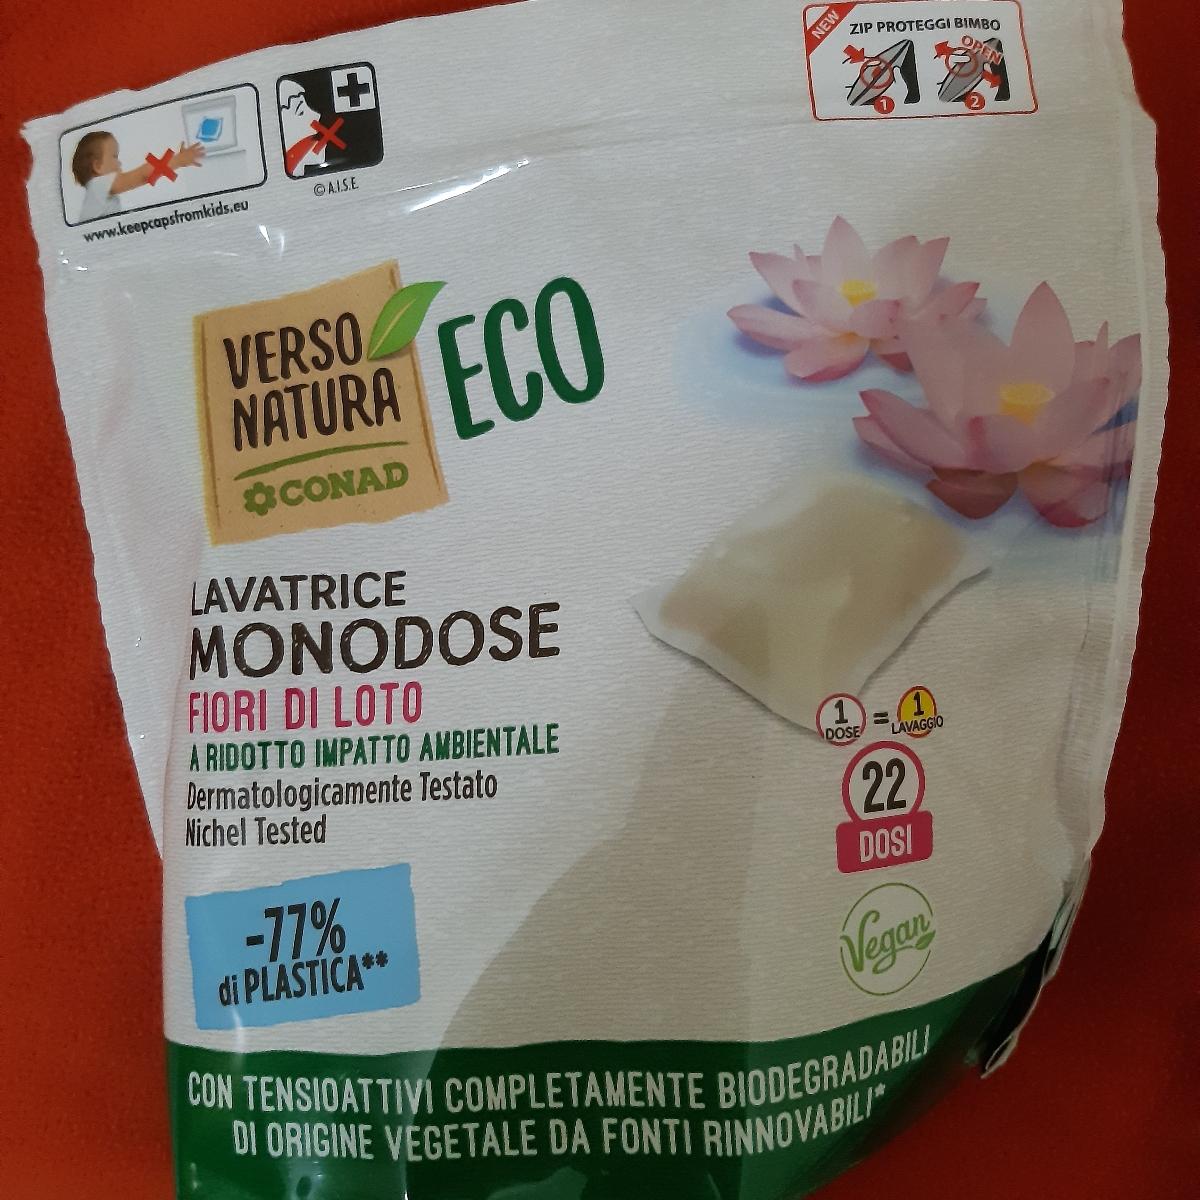 NEW
ZIP PROTEGGI BIMBO
OPEN
1
2
www.keepcapsfromkids.eu
© A.I.S.E.
VERSO
NATURA
CONAD
ECO
LAVATRICE
MONODOSE
FIORI DI LOTO
A RIDOTTO IMPATTO AMBIENTALE
Dermatologicamente Testato
Nichel Tested
1 DOSE = 1 LAVAGGIO
22
DOSI
Vegan
-77%
di PLASTICA**
CON TENSIOATTIVI COMPLETAMENTE BIODEGRADABILI
DI ORIGINE VEGETALE DA FONTI RINNOVABILI*